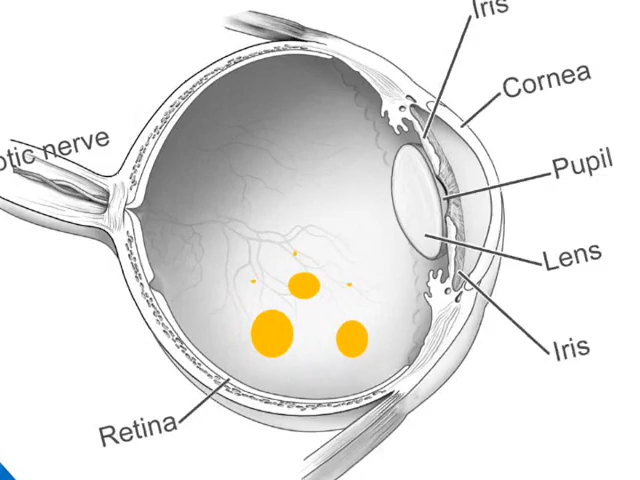 Iris
Cornea
otic nerve
Pupil
Lens
Iris
Retina